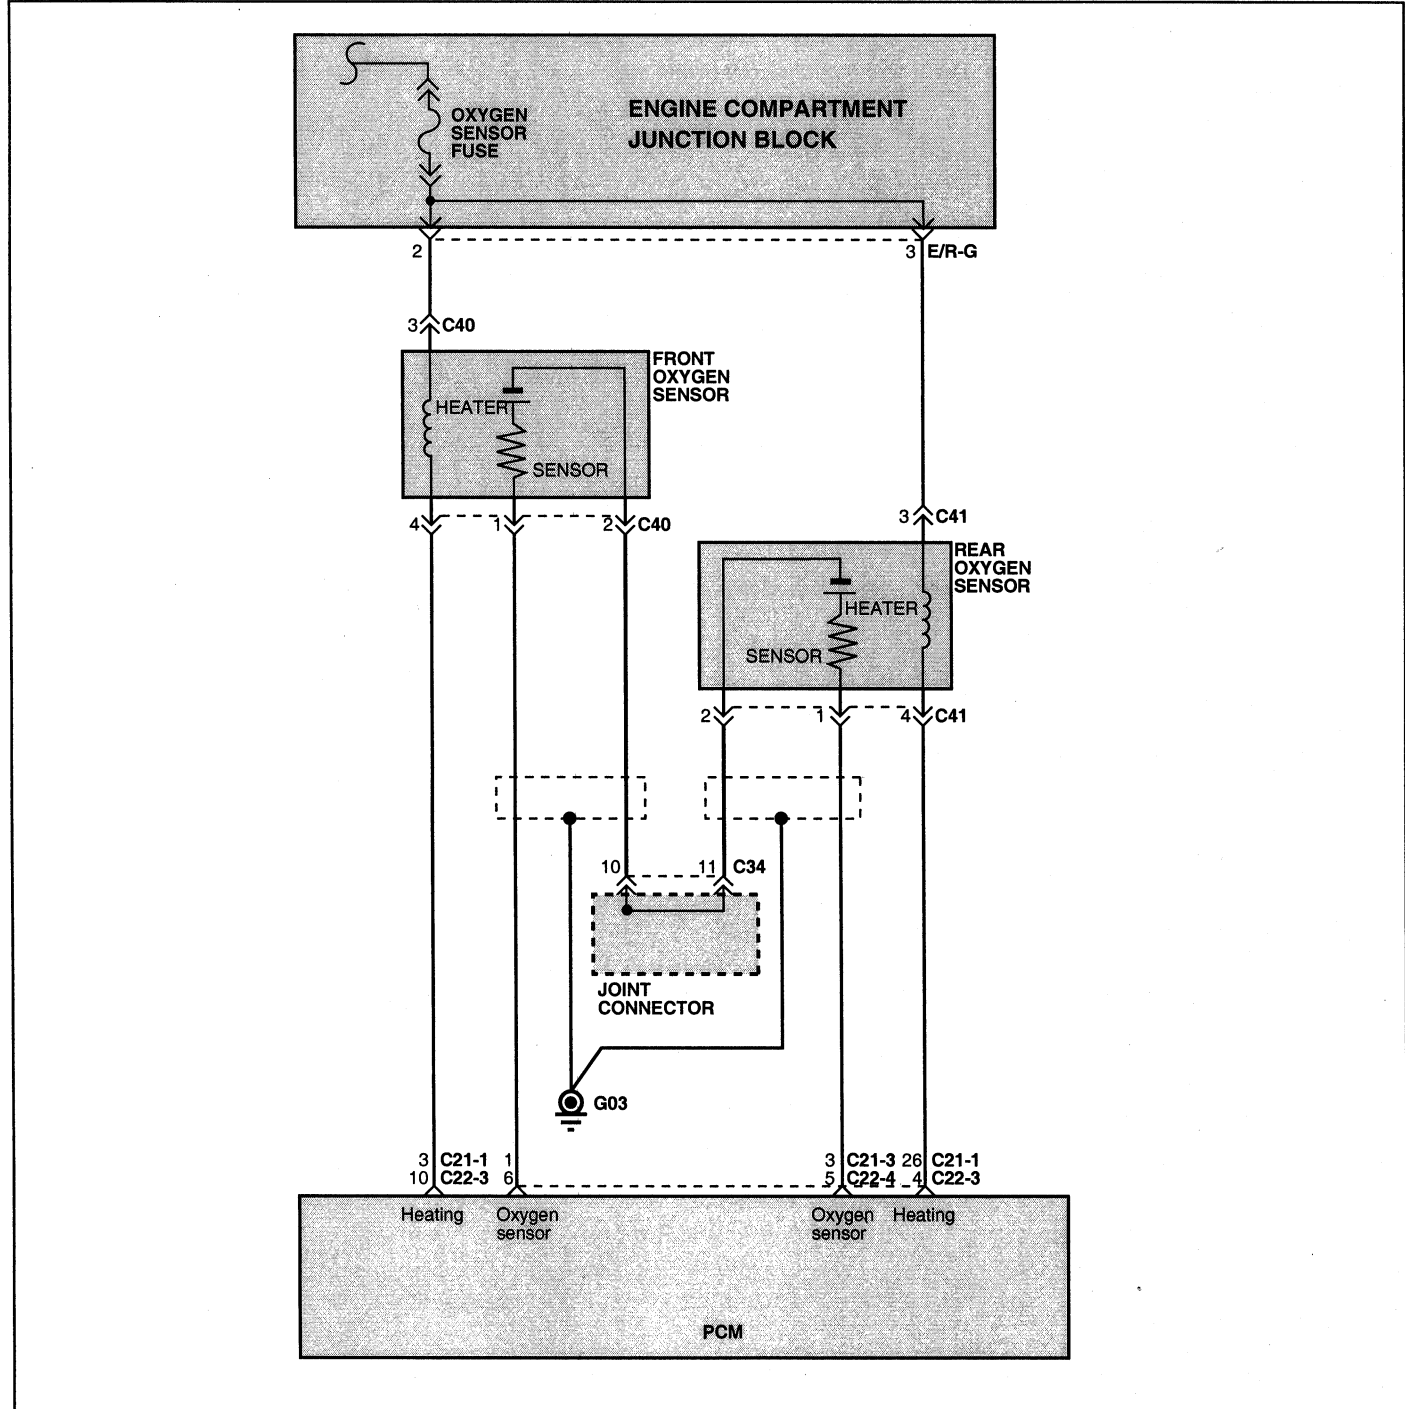 OXYGEN
SENSOR
FUSE
ENGINE COMPARTMENT
JUNCTION BLOCK
2
3 E/R-G
3 C40
FRONT
OXYGEN
SENSOR
HEATER
SENSOR
4 1 2 C40
3 C41
REAR
OXYGEN
SENSOR
HEATER
SENSOR
2 1 4 C41
10 11 C34
JOINT
CONNECTOR
G03
3 C21-1 1 3 C21-3 26 C21-1
10 C22-3 6 5 C22-4 4 C22-3
Heating Oxygen sensor Oxygen sensor Heating
PCM